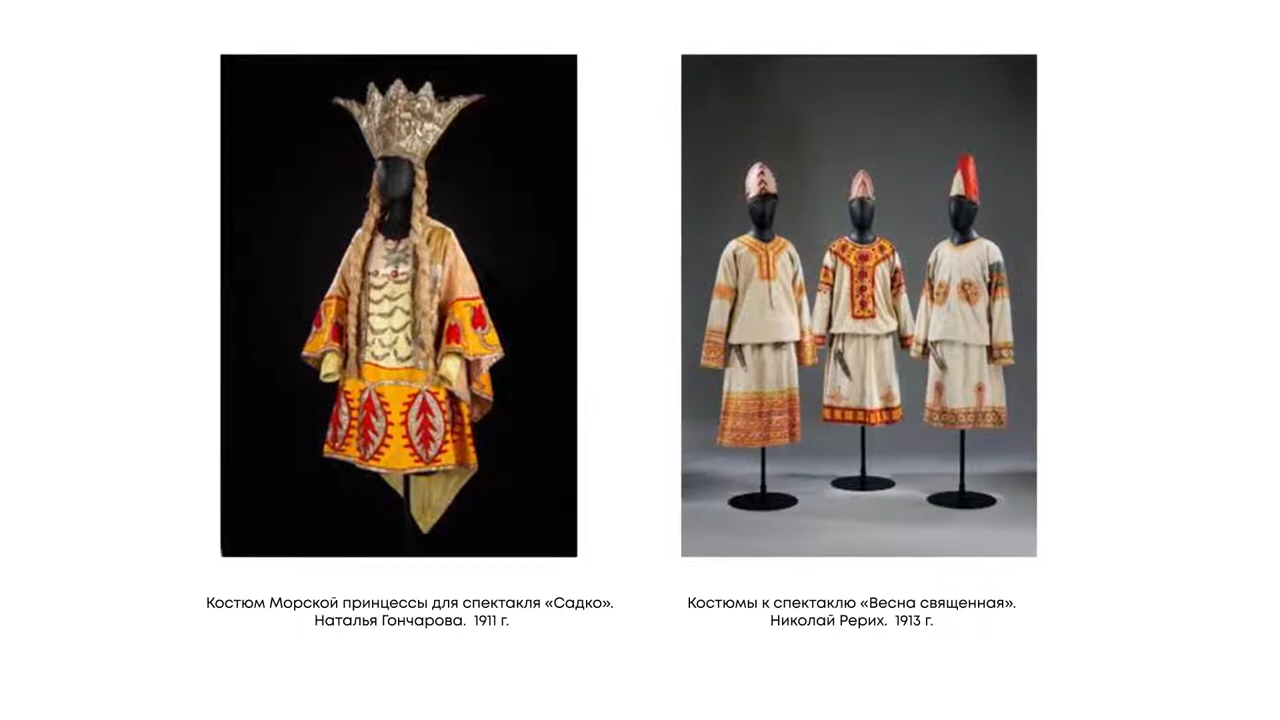 Костюм Морской принцессы для спектакля «Садко».
Наталья Гончарова. 1911 г.
Костюмы к спектаклю «Весна священная».
Николай Рерих. 1913 г.